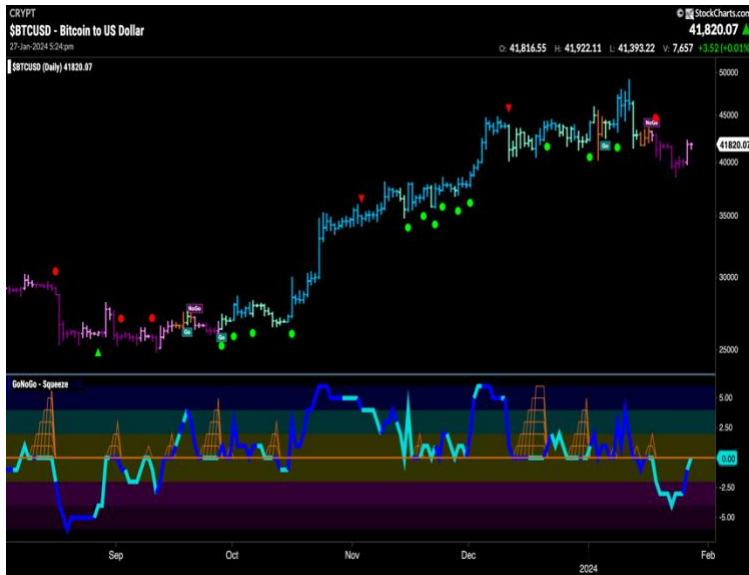 CRYPT
© StockCharts.com
$BTCUSD - Bitcoin to US Dollar
41,820.07
27-Jan-2024 5:24pm
O: 41,816.55 H: 41,922.11 L: 41,393.22 V: 7,657 +3.52 (+0.01%)
$BTCUSD (Daily) 41820.07
50000
45000
NoGo
Go
41820.07
40000
35000
30000
NoGo
Go
Go
25000
GoNoGo - Squeeze
5.00
2.50
0.00
-2.50
-5.00
Sep
Oct
Nov
Dec
2024
Feb